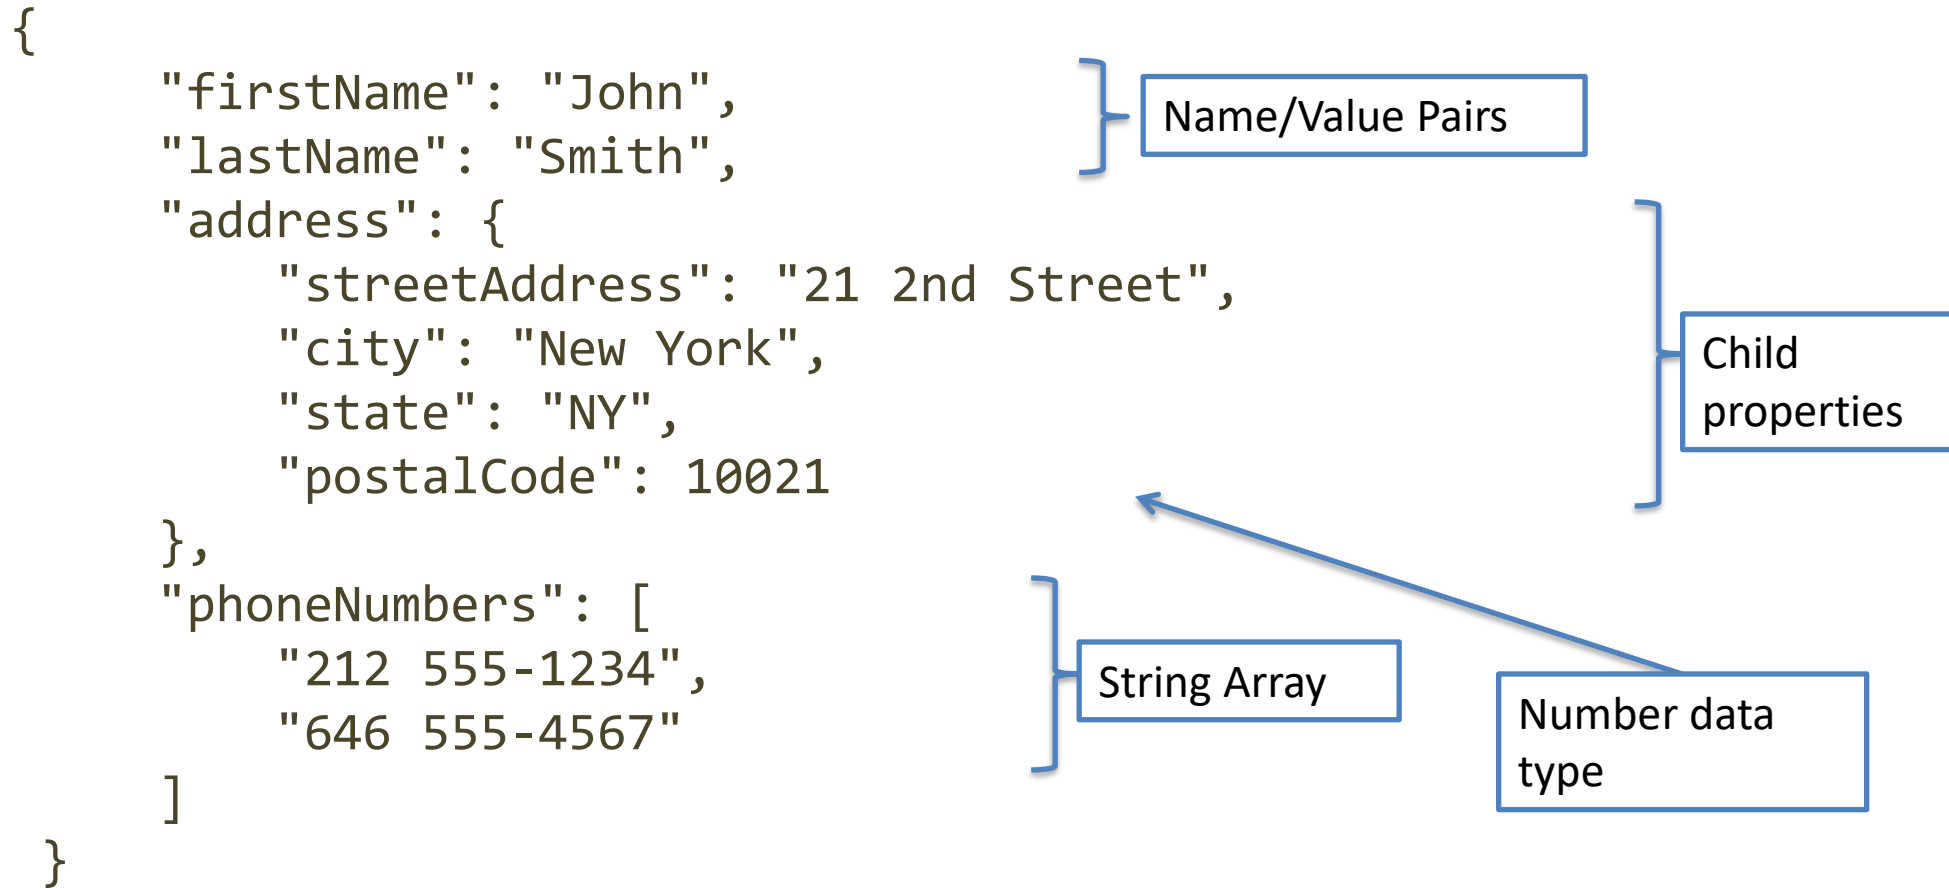 {
"firstName": "John",
"lastName": "Smith",
Name/Value Pairs
"address": {
"streetAddress": "21 2nd Street",
"city": "New York",
"state": "NY",
"postalCode": 10021
},
Child
properties
"phoneNumbers": [
"212 555-1234",
"646 555-4567"
]
}
String Array
Number data
type